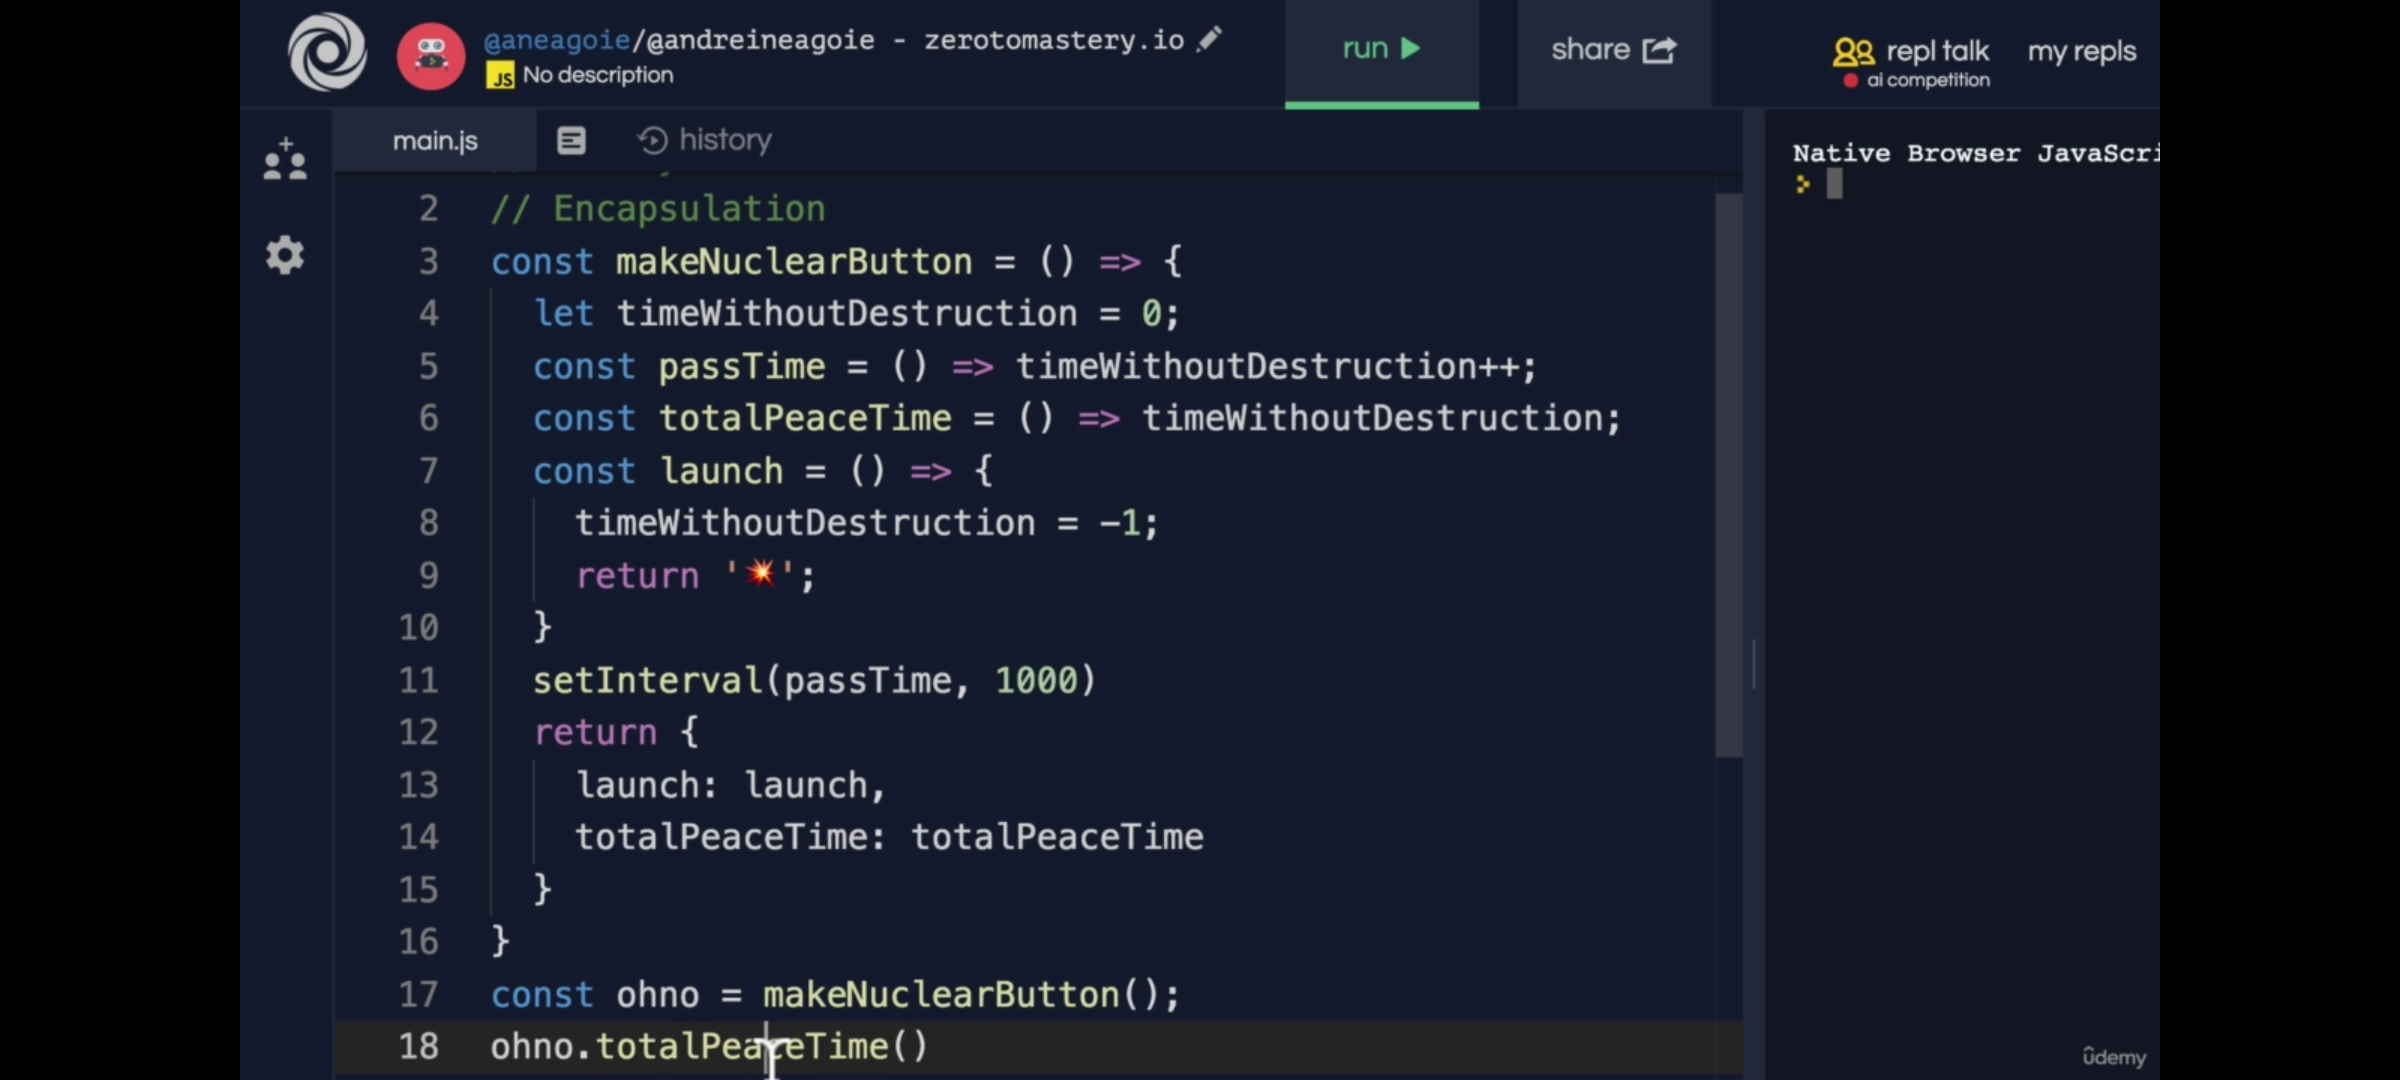 @aneagoie/@andreineagoie - zerotomastery.io
JS No description
run
share
repl talk
my repls
ai competition
main.js
history
Native Browser JavaScri
2 // Encapsulation
3 const makeNuclearButton = () => {
4 let timeWithoutDestruction = 0;
5 const passTime = () => timeWithoutDestruction++;
6 const totalPeaceTime = () => timeWithoutDestruction;
7 const launch = () => {
8 timeWithoutDestruction = -1;
9 return '💥';
10 }
11 setInterval(passTime, 1000)
12 return {
13 launch: launch,
14 totalPeaceTime: totalPeaceTime
15 }
16 }
17 const ohno = makeNuclearButton();
18 ohno.totalPeaceTime()
ûdemy